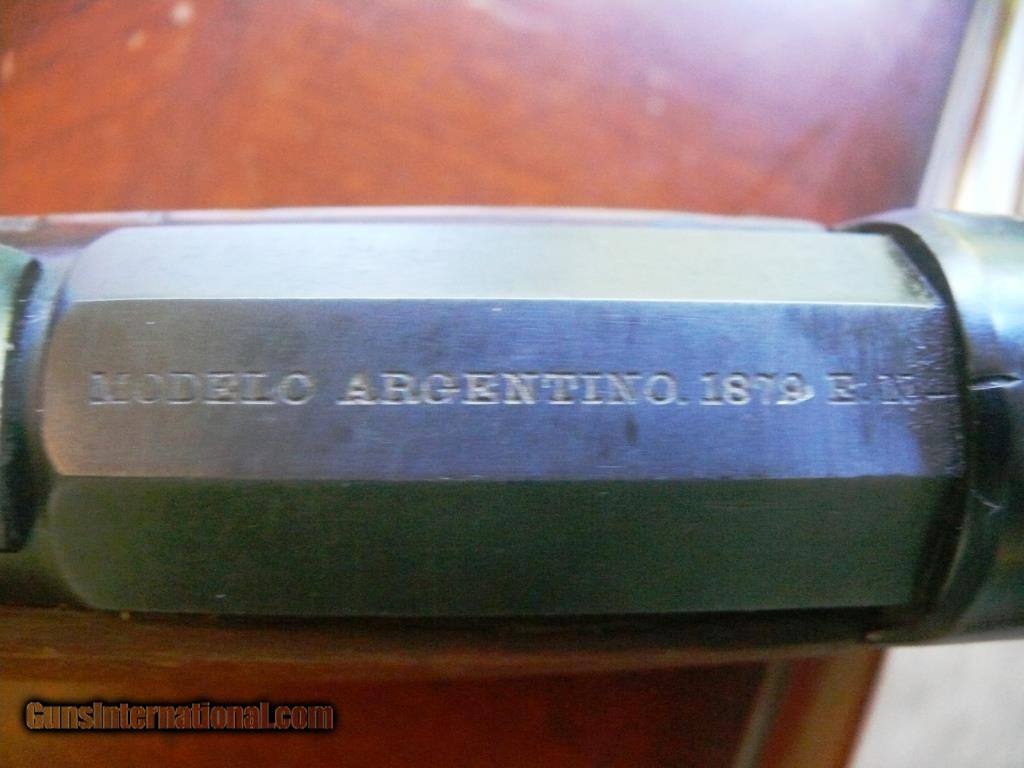 MODELO ARGENTINO. 1879. E. N.
GunsInternational.com